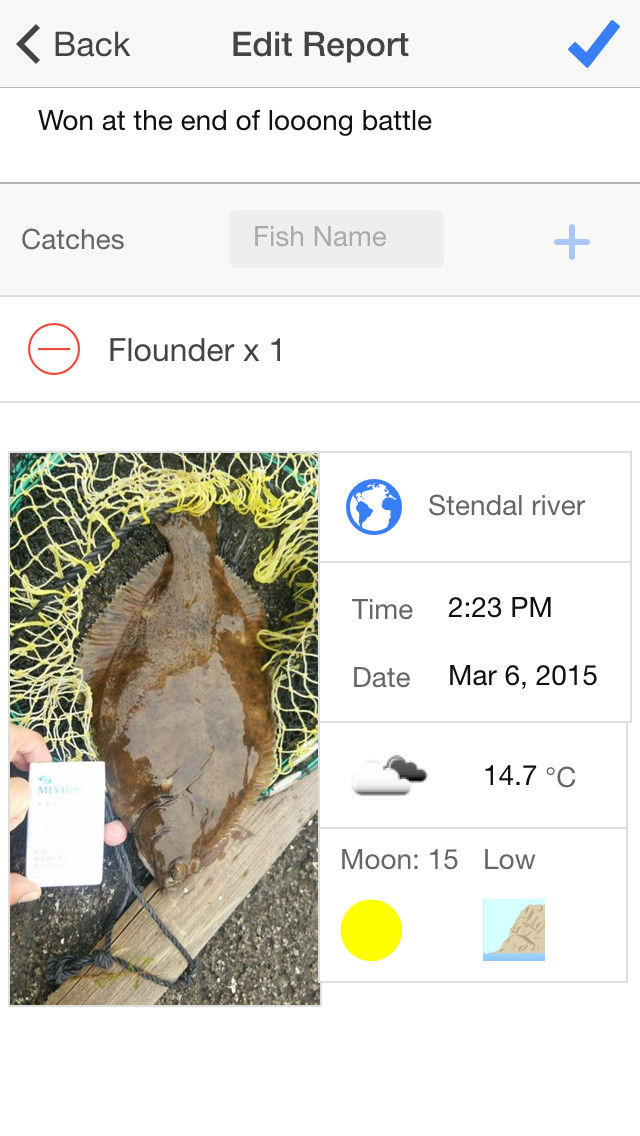 Back
Edit Report
Won at the end of looong battle
Catches
Fish Name
Flounder x 1
Stendal river
Time 2:23 PM
Date Mar 6, 2015
14.7 °C
Moon: 15 Low
MEVIUS